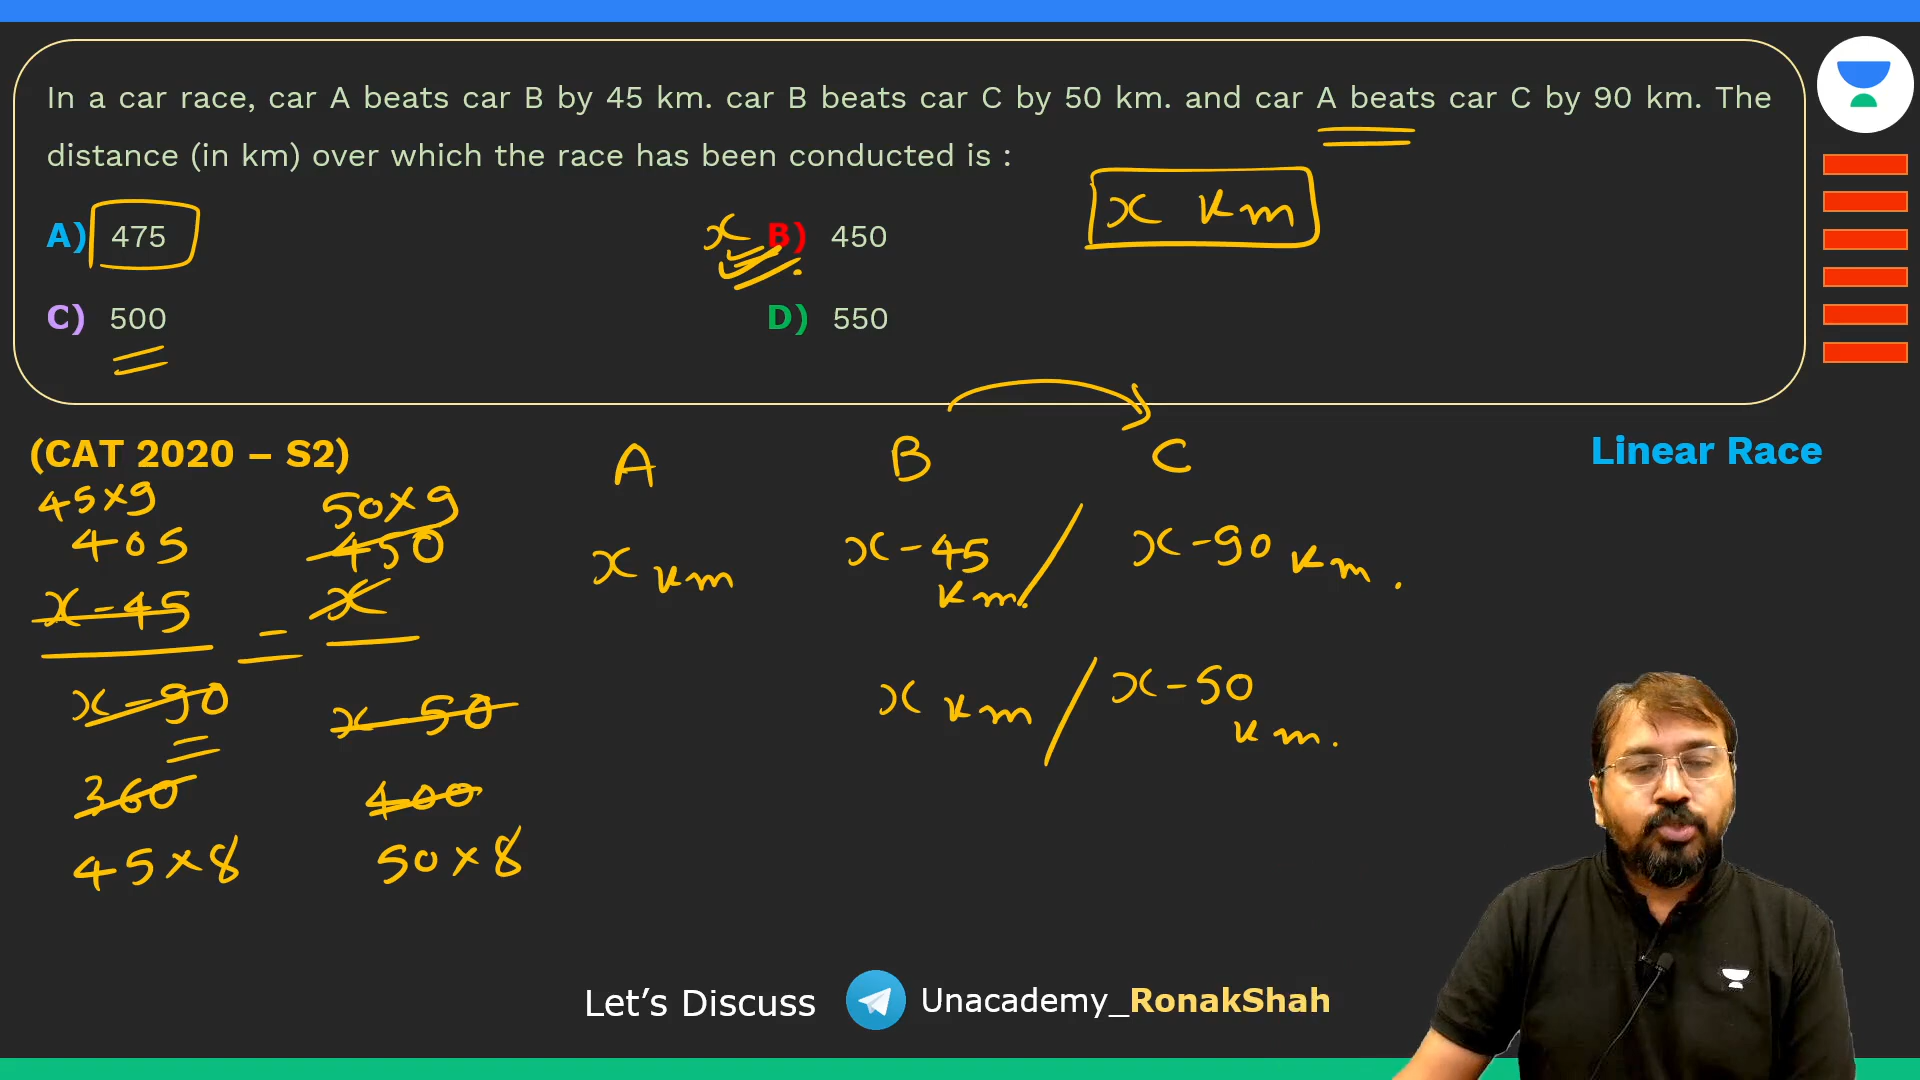 In a car race, car A beats car B by 45 km. car B beats car C by 50 km. and car A beats car C by 90 km. The
distance (in km) over which the race has been conducted is :
x km
A) 475
x B) 450
C) 500
D) 550
(CAT 2020 – S2)
A B C
Linear Race
45×9 50×9
405 450
x km x-45 km. / x-90 km.
x-45 = x
x-90 x-50
x km / x-50 km.
360 400
45×8 50×8
Let’s Discuss Unacademy_RonakShah